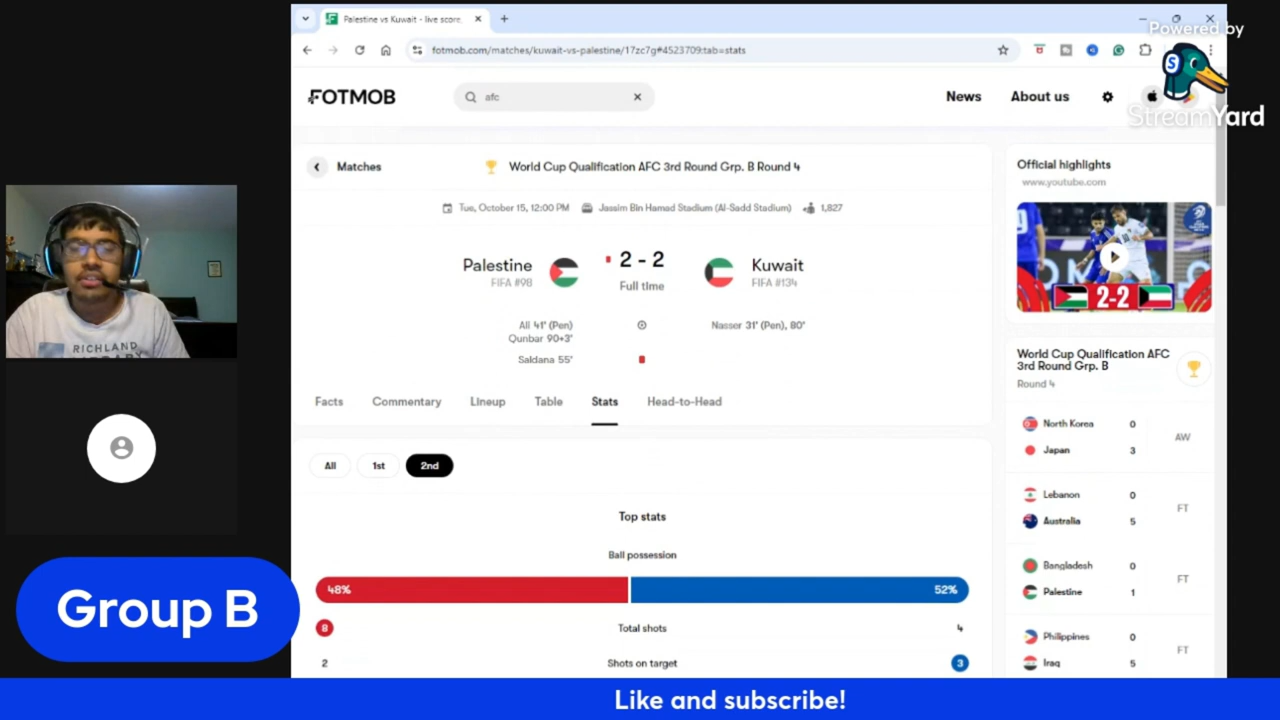 Palestine vs Kuwait - live score,
fotmob.com/matches/kuwait-vs-palestine/17zc7g#4523709:tab=stats
Powered by
StreamYard
FOTMOB
afc
News
About us
Matches
World Cup Qualification AFC 3rd Round Grp. B Round 4
Tue, October 15, 12:00 PM
Jassim Bin Hamad Stadium (Al-Sadd Stadium)
1,827
Palestine
FIFA #98
2 - 2
Full time
Kuwait
FIFA #134
Ali 41' (Pen)
Qunbar 90+3'
Nasser 31' (Pen), 80'
Saldana 55'
Facts
Commentary
Lineup
Table
Stats
Head-to-Head
All
1st
2nd
Top stats
Ball possession
48%
52%
8
Total shots
4
2
Shots on target
3
Official highlights
www.youtube.com
2-2
World Cup Qualification AFC
3rd Round Grp. B
Round 4
North Korea 0
AW
Japan 3
Lebanon 0
FT
Australia 5
Bangladesh 0
FT
Palestine 1
Philippines 0
FT
Iraq 5
RICHLAND
Group B
Like and subscribe!